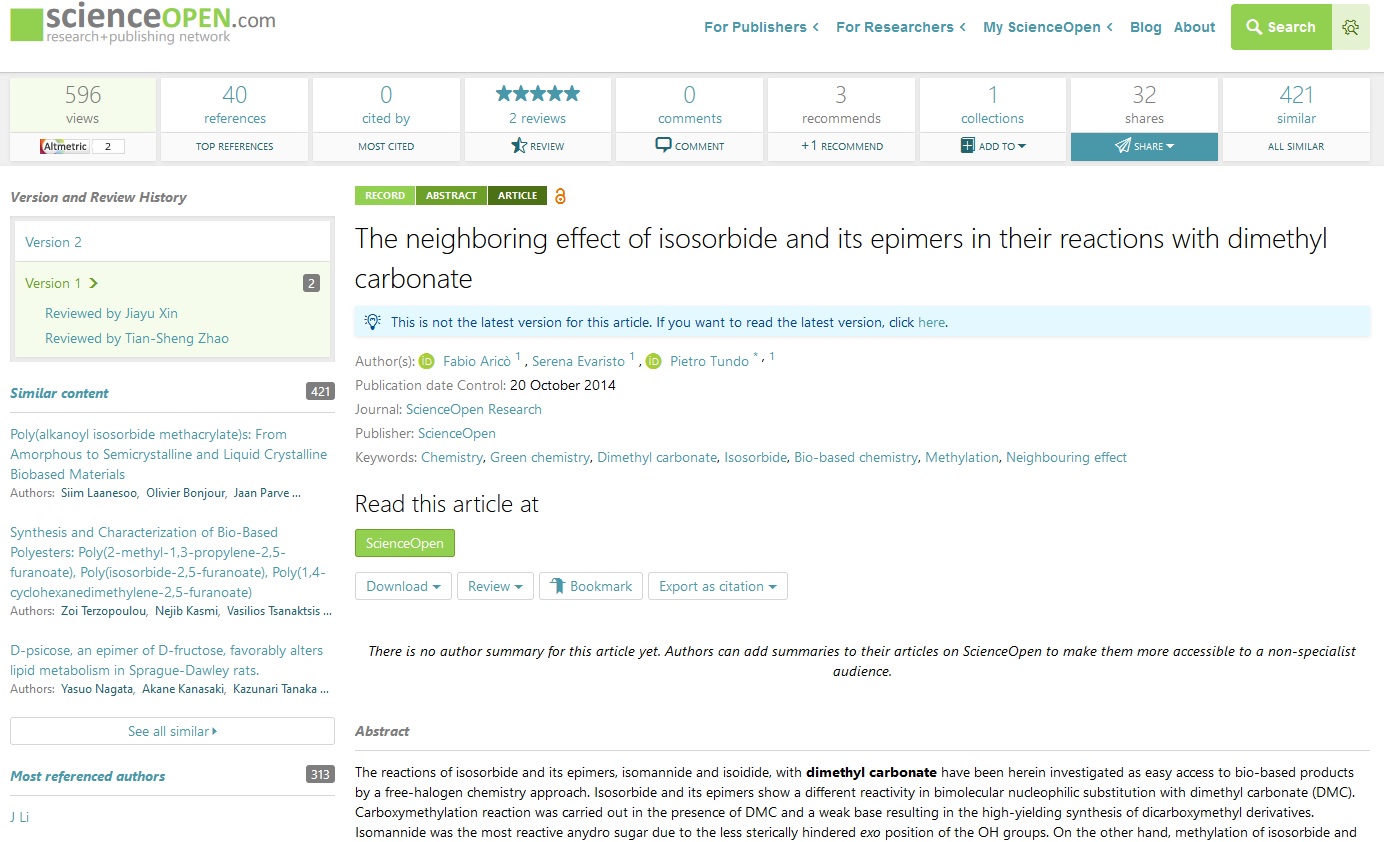 scienceOPEN.com
research+publishing network
For Publishers
For Researchers
My ScienceOpen
Blog
About
Search
596
views
Altmetric 2
40
references
TOP REFERENCES
0
cited by
MOST CITED
2 reviews
REVIEW
0
comments
COMMENT
3
recommends
+1 RECOMMEND
1
collections
ADD TO
32
shares
SHARE
421
similar
ALL SIMILAR
Version and Review History
Version 2
Version 1 2
Reviewed by Jiayu Xin
Reviewed by Tian-Sheng Zhao
Similar content 421
Poly(alkanoyl isosorbide methacrylate)s: From
Amorphous to Semicrystalline and Liquid Crystalline
Biobased Materials
Authors: Siim Laanesoo, Olivier Bonjour, Jaan Parve ...
Synthesis and Characterization of Bio-Based
Polyesters: Poly(2-methyl-1,3-propylene-2,5-
furanoate), Poly(isosorbide-2,5-furanoate), Poly(1,4-
cyclohexanedimethylene-2,5-furanoate)
Authors: Zoi Terzopoulou, Nejib Kasmi, Vasilios Tsanaktsis ...
D-psicose, an epimer of D-fructose, favorably alters
lipid metabolism in Sprague-Dawley rats.
Authors: Yasuo Nagata, Akane Kanasaki, Kazunari Tanaka ...
See all similar
Most referenced authors 313
J Li
RECORD ABSTRACT ARTICLE
The neighboring effect of isosorbide and its epimers in their reactions with dimethyl
carbonate
This is not the latest version for this article. If you want to read the latest version, click here.
Author(s): iD Fabio Aricò 1 , Serena Evaristo 1 , iD Pietro Tundo * , 1
Publication date Control: 20 October 2014
Journal: ScienceOpen Research
Publisher: ScienceOpen
Keywords: Chemistry, Green chemistry, Dimethyl carbonate, Isosorbide, Bio-based chemistry, Methylation, Neighbouring effect
Read this article at
ScienceOpen
Download Review Bookmark Export as citation
There is no author summary for this article yet. Authors can add summaries to their articles on ScienceOpen to make them more accessible to a non-specialist
audience.
Abstract
The reactions of isosorbide and its epimers, isomannide and isoidide, with dimethyl carbonate have been herein investigated as easy access to bio-based products
by a free-halogen chemistry approach. Isosorbide and its epimers show a different reactivity in bimolecular nucleophilic substitution with dimethyl carbonate (DMC).
Carboxymethylation reaction was carried out in the presence of DMC and a weak base resulting in the high-yielding synthesis of dicarboxymethyl derivatives.
Isomannide was the most reactive anydro sugar due to the less sterically hindered exo position of the OH groups. On the other hand, methylation of isosorbide and